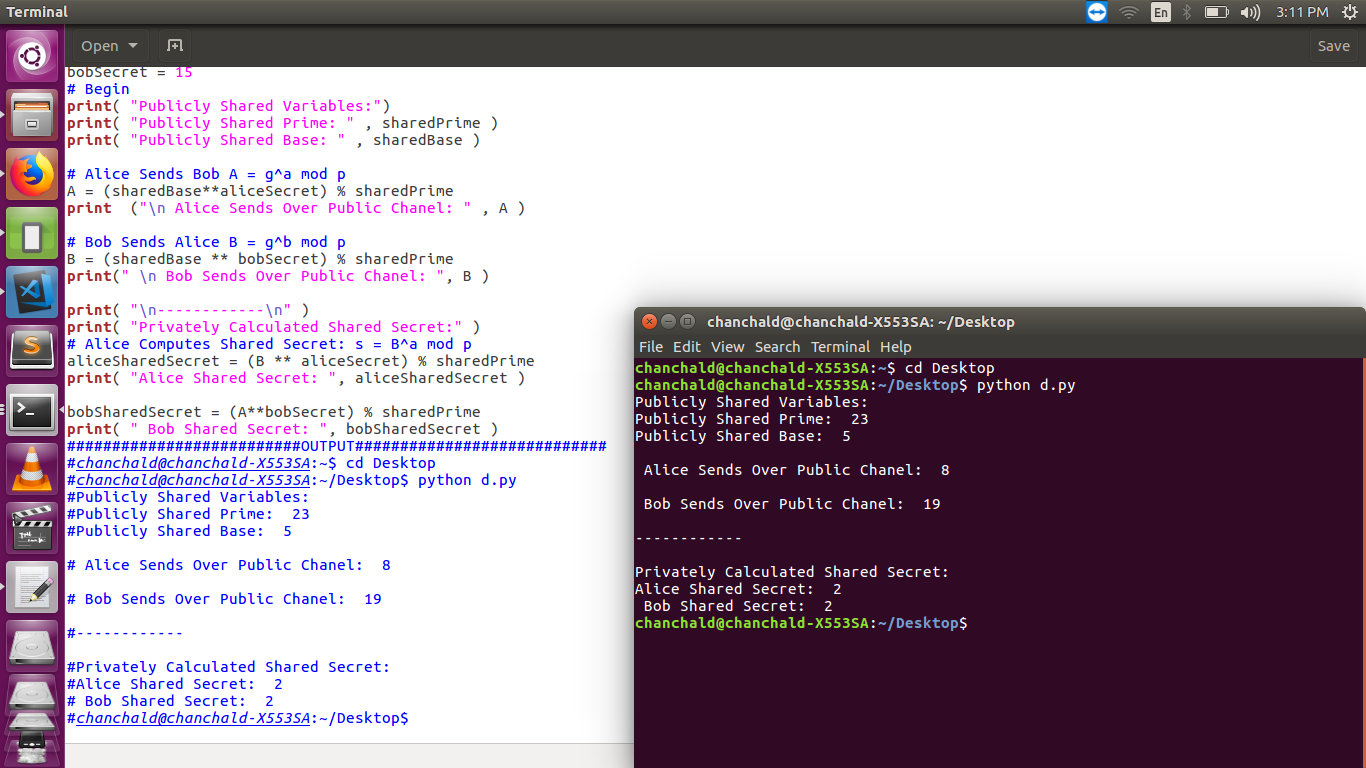 Terminal
En
3:11 PM
Open
Save
bobSecret = 15
# Begin
print( "Publicly Shared Variables:")
print( "Publicly Shared Prime: " , sharedPrime )
print( "Publicly Shared Base: " , sharedBase )
# Alice Sends Bob A = g^a mod p
A = (sharedBase**aliceSecret) % sharedPrime
print  ("\n Alice Sends Over Public Chanel: " , A )
# Bob Sends Alice B = g^b mod p
B = (sharedBase ** bobSecret) % sharedPrime
print(" \n Bob Sends Over Public Chanel: ", B )
print( "\n------------\n" )
print( "Privately Calculated Shared Secret:" )
# Alice Computes Shared Secret: s = B^a mod p
aliceSharedSecret = (B ** aliceSecret) % sharedPrime
print( "Alice Shared Secret: ", aliceSharedSecret )
bobSharedSecret = (A**bobSecret) % sharedPrime
print( " Bob Shared Secret: ", bobSharedSecret )
##########################OUTPUT############################
#chanchald@chanchald-X553SA:~$ cd Desktop
#chanchald@chanchald-X553SA:~/Desktop$ python d.py
#Publicly Shared Variables:
#Publicly Shared Prime:  23
#Publicly Shared Base:  5
# Alice Sends Over Public Chanel:  8
# Bob Sends Over Public Chanel:  19
#------------
#Privately Calculated Shared Secret:
#Alice Shared Secret:  2
# Bob Shared Secret:  2
#chanchald@chanchald-X553SA:~/Desktop$
chanchald@chanchald-X553SA: ~/Desktop
File Edit View Search Terminal Help
chanchald@chanchald-X553SA:~$ cd Desktop
chanchald@chanchald-X553SA:~/Desktop$ python d.py
Publicly Shared Variables:
Publicly Shared Prime:  23
Publicly Shared Base:  5
 Alice Sends Over Public Chanel:  8
 Bob Sends Over Public Chanel:  19
------------
Privately Calculated Shared Secret:
Alice Shared Secret:  2
 Bob Shared Secret:  2
chanchald@chanchald-X553SA:~/Desktop$